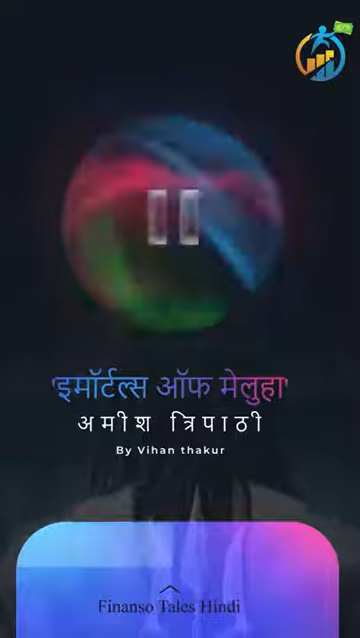 'इमॉर्टल्स ऑफ मेलुहा'
अमीश त्रिपाठी
By Vihan thakur
Finanso Tales Hindi